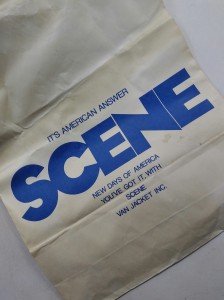 IT'S AMERICAN ANSWER
SCENE
NEW DAYS OF AMERICA
YOU'VE GOT IT, WITH
SCENE
VAN JACKET INC.